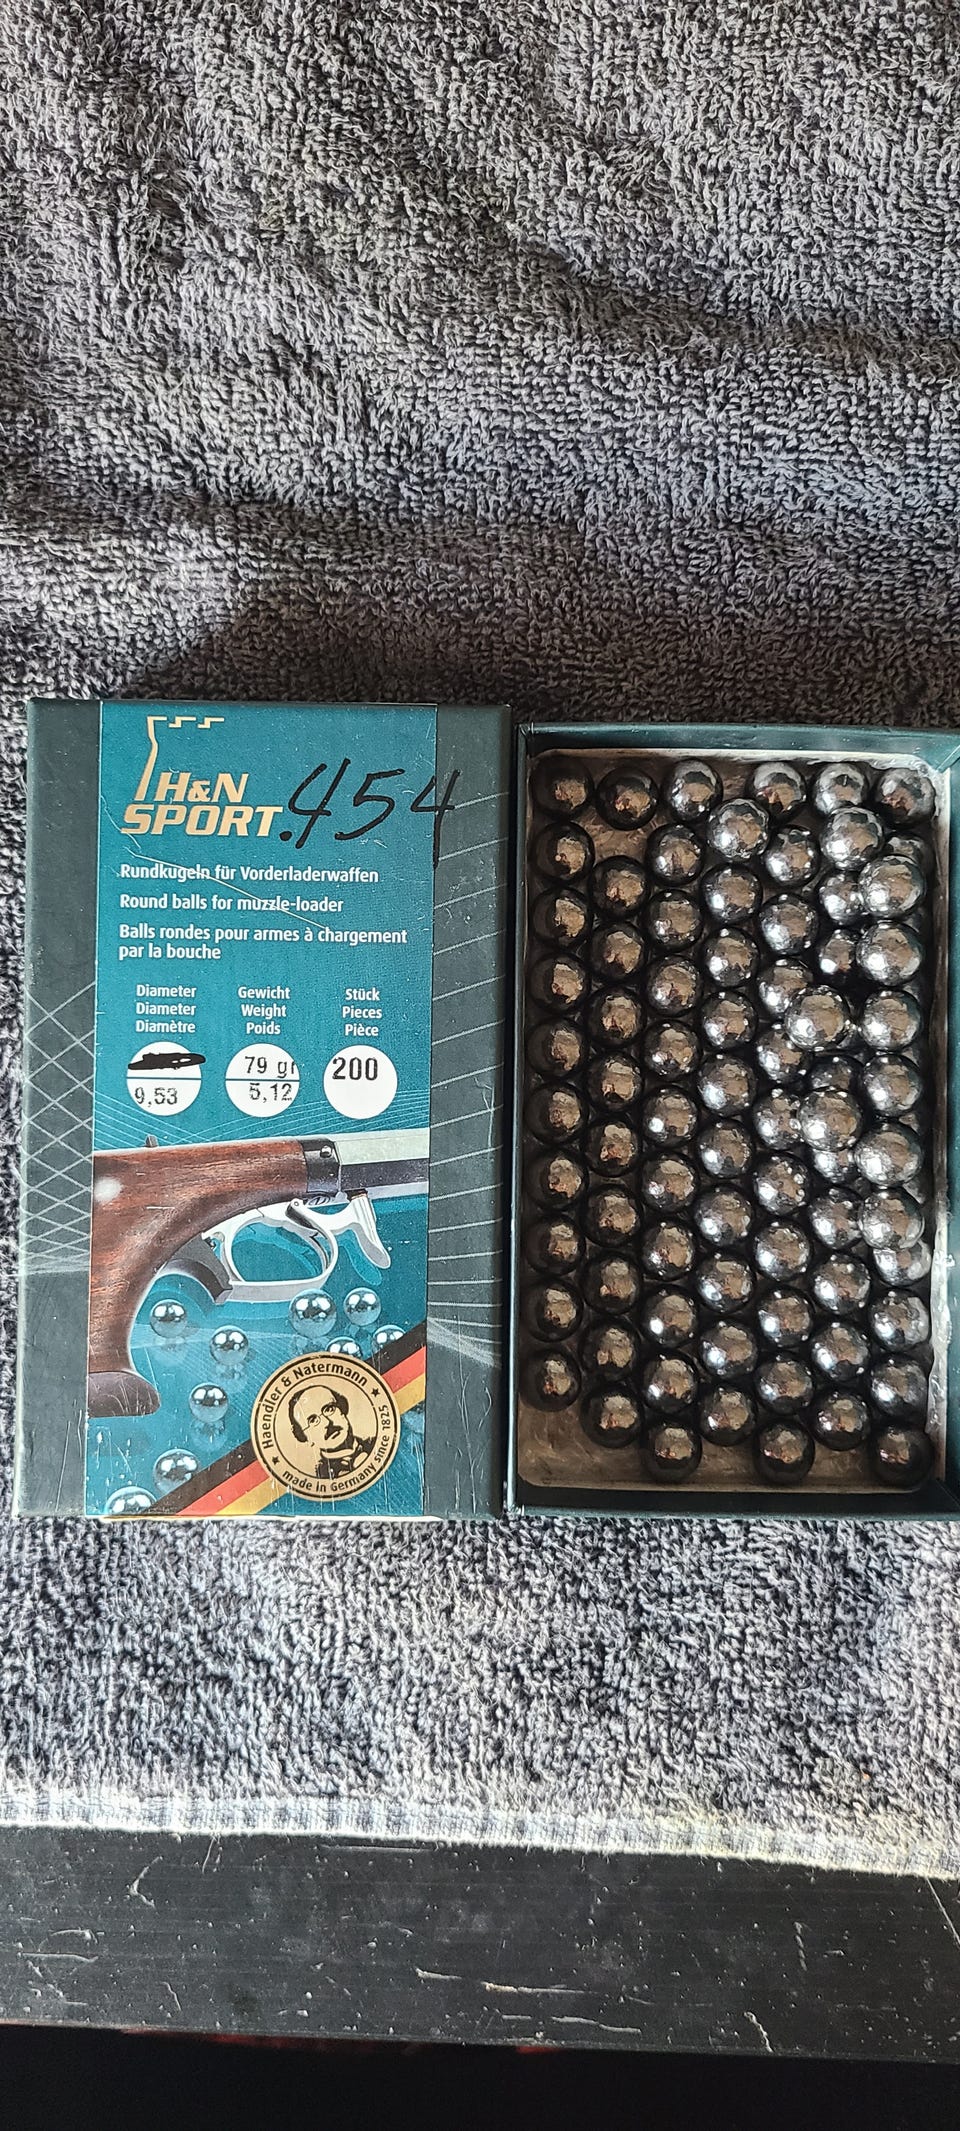 H&N
SPORT
.454
Rundkugeln für Vorderladerwaffen
Round balls for muzzle-loader
Balls rondes pour armes à chargement
par la bouche
Diameter Gewicht Stück
Diameter Weight Pieces
Diamètre Poids Pièce
79 gr 200
9,53 5,12
Haendler & Natermann
made in Germany since 1825